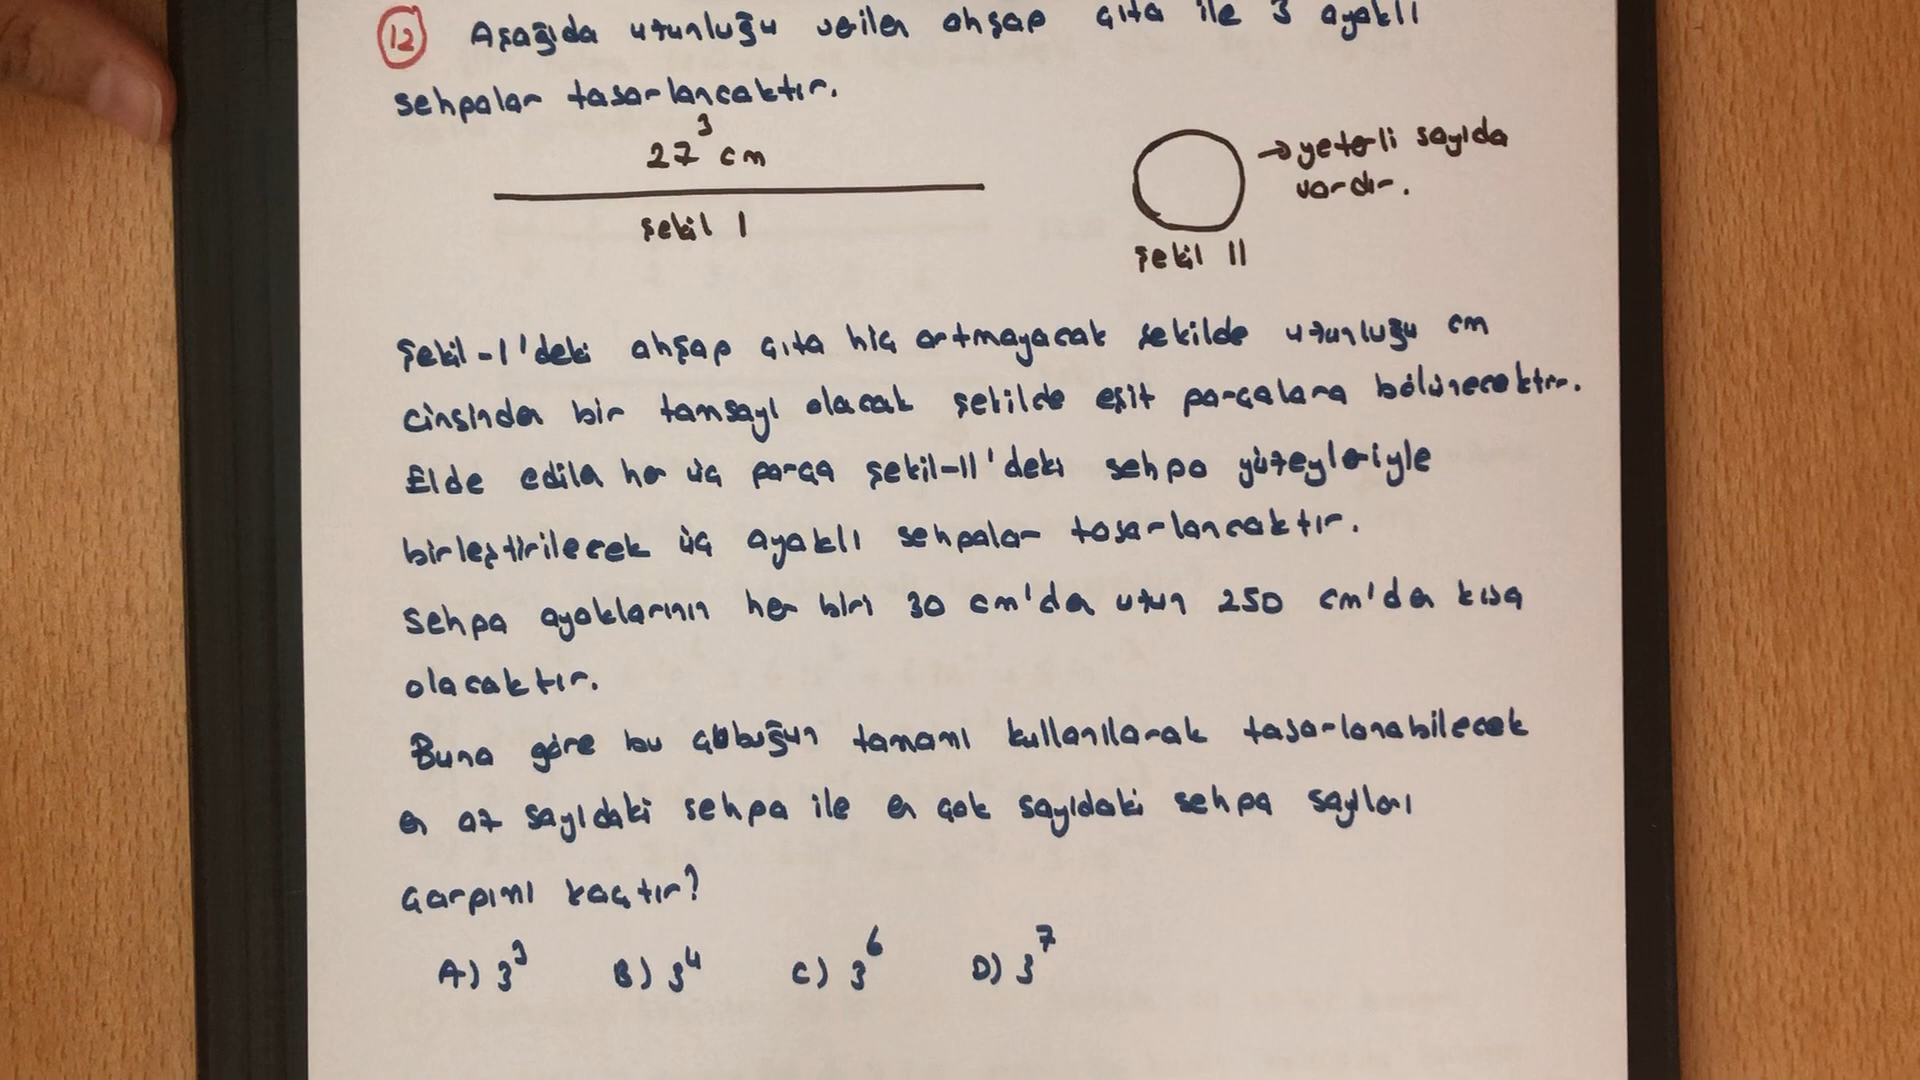 12 Aşağıda uzunluğu verilen ahşap çıta ile 3 ayaklı
sehpalar tasarlancaktır.
27³ cm
Şekil I
→ yeterli sayıda
vardır.
Şekil II
Şekil-I'deki ahşap çıta hiç artmayacak şekilde uzunluğu cm
cinsinden bir tamsayı olacak şekilde eşit parçalara bölünecektir.
Elde edilen her üç parça şekil-II'deki sehpa yüzeyleriyle
birleştirilecek üç ayaklı sehpalar tasarlancaktır.
Sehpa ayaklarının her biri 30 cm'den uzun 250 cm'den kısa
olacaktır.
Buna göre bu çubuğun tamamı kullanılarak tasarlanabilecek
en az sayıdaki sehpa ile en çok sayıdaki sehpa sayıları
çarpımı kaçtır?
A) 3³ B) 3⁴ C) 3⁶ D) 3⁷